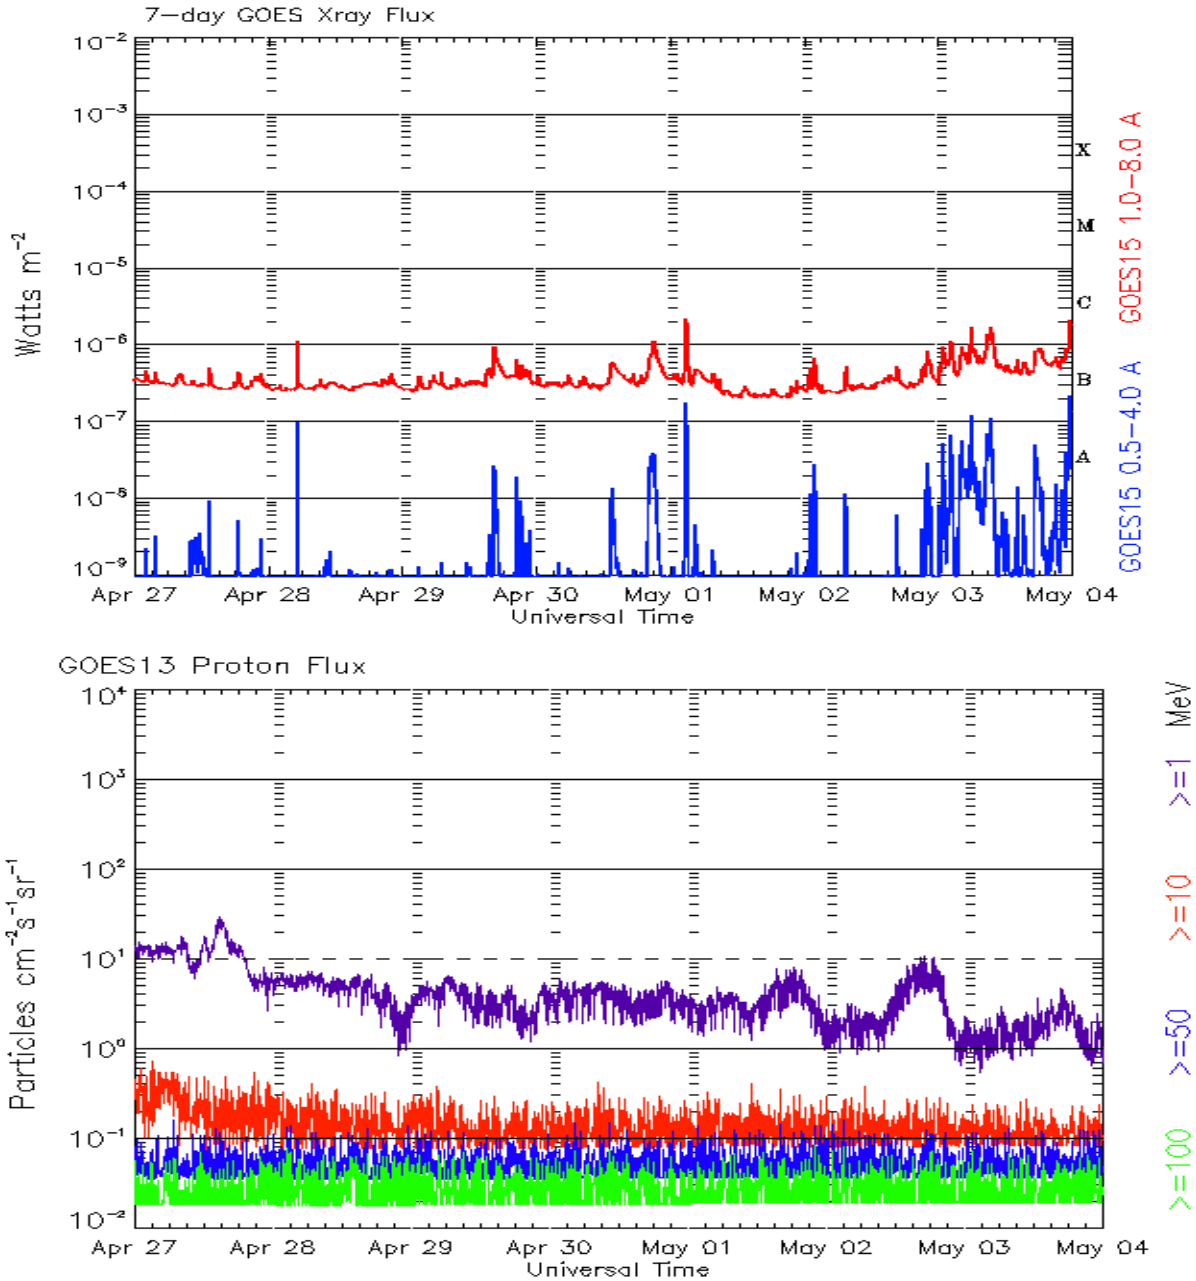 7-day GOES Xray Flux
10⁻²
10⁻³
10⁻⁴
10⁻⁵
10⁻⁶
10⁻⁷
10⁻⁸
10⁻⁹
Watts m⁻²
X
M
C
B
A
GOES15 1.0-8.0 A
GOES15 0.5-4.0 A
Apr 27 Apr 28 Apr 29 Apr 30 May 01 May 02 May 03 May 04
Universal Time
GOES13 Proton Flux
10⁴
10³
10²
10¹
10⁰
10⁻¹
10⁻²
Particles cm⁻²s⁻¹sr⁻¹
>=1 MeV
>=10
>=50
>=100
Apr 27 Apr 28 Apr 29 Apr 30 May 01 May 02 May 03 May 04
Universal Time